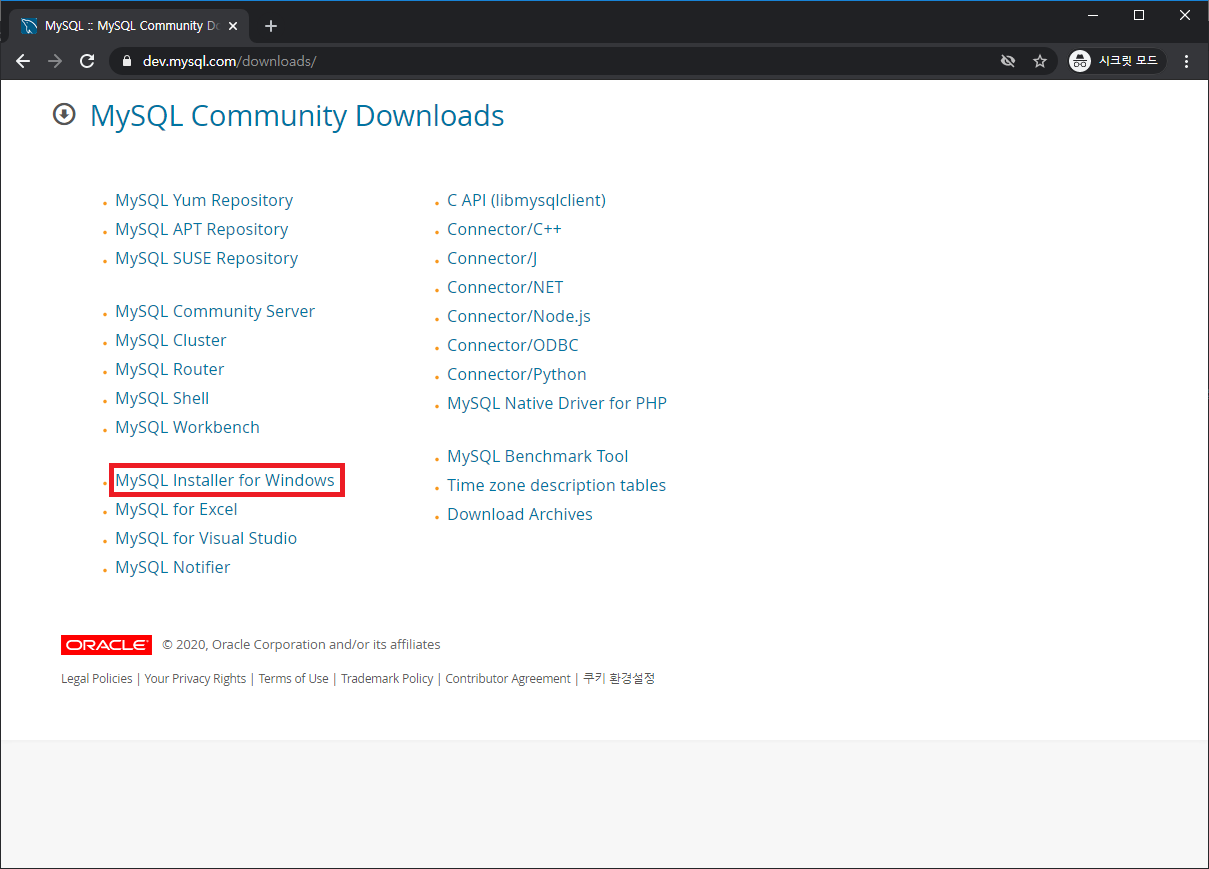 MySQL :: MySQL Community Do
dev.mysql.com/downloads/
시크릿 모드
MySQL Community Downloads
MySQL Yum Repository
MySQL APT Repository
MySQL SUSE Repository
MySQL Community Server
MySQL Cluster
MySQL Router
MySQL Shell
MySQL Workbench
MySQL Installer for Windows
MySQL for Excel
MySQL for Visual Studio
MySQL Notifier
C API (libmysqlclient)
Connector/C++
Connector/J
Connector/NET
Connector/Node.js
Connector/ODBC
Connector/Python
MySQL Native Driver for PHP
MySQL Benchmark Tool
Time zone description tables
Download Archives
ORACLE © 2020, Oracle Corporation and/or its affiliates
Legal Policies | Your Privacy Rights | Terms of Use | Trademark Policy | Contributor Agreement | 쿠키 환경설정